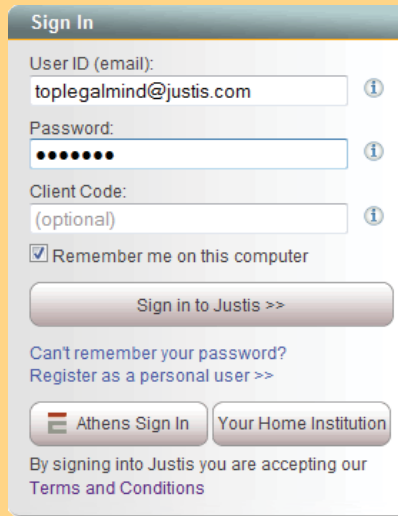 Sign In
User ID (email):
toplegalmind@justis.com
Password:
●●●●●●●
Client Code:
(optional)
Remember me on this computer
Sign in to Justis >>
Can't remember your password?
Register as a personal user >>
Athens Sign In
Your Home Institution
By signing into Justis you are accepting our
Terms and Conditions